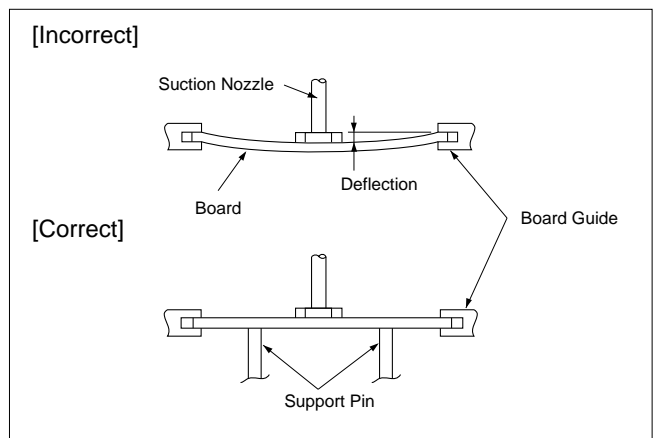 [Incorrect]
Suction Nozzle
Deflection
Board
Board Guide
[Correct]
Support Pin